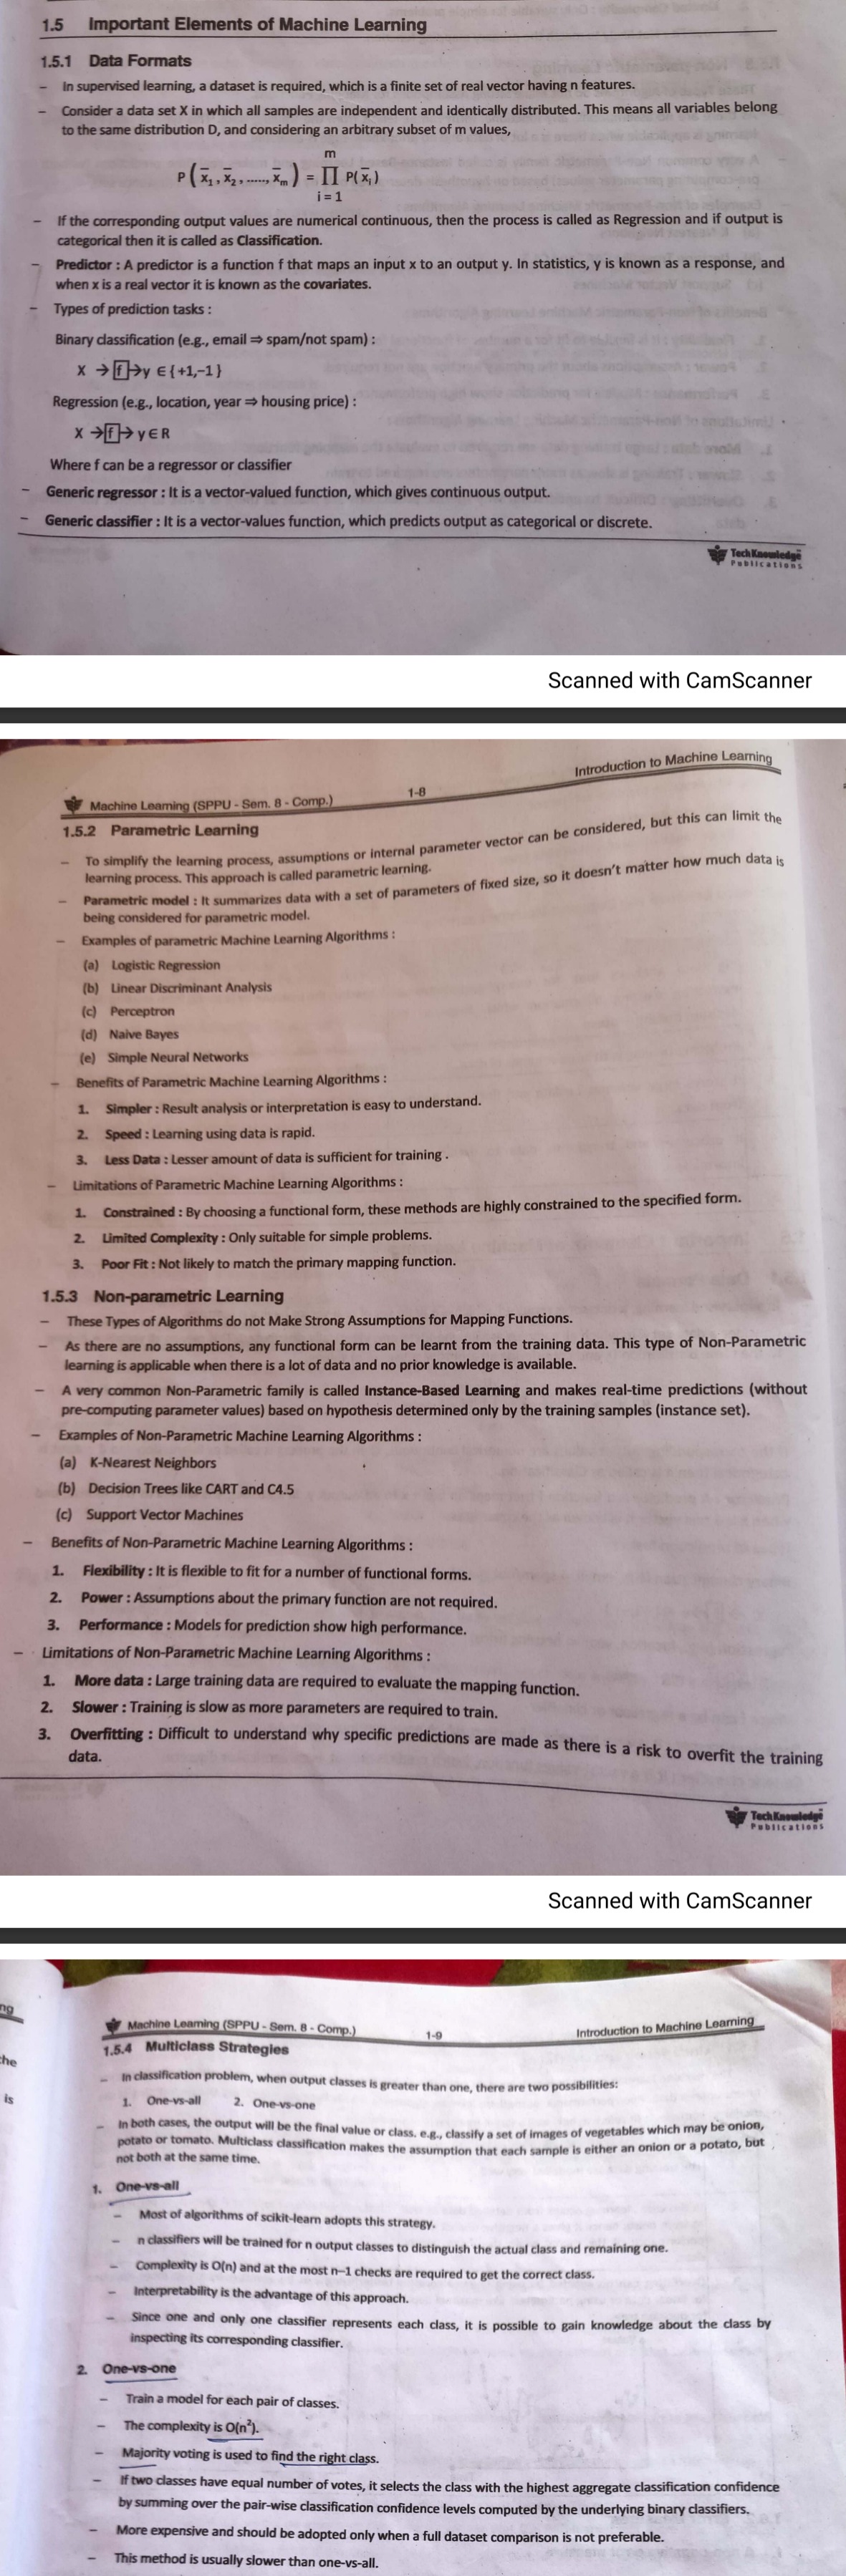 1.5 Important Elements of Machine Learning
1.5.1 Data Formats
– In supervised learning, a dataset is required, which is a finite set of real vector having n features.
– Consider a data set X in which all samples are independent and identically distributed. This means all variables belong
to the same distribution D, and considering an arbitrary subset of m values,
P ( x̄₁ , x̄₂ , ....., x̄ₘ ) = ∏ᵢ₌₁ᵐ P( x̄ᵢ )
– If the corresponding output values are numerical continuous, then the process is called as Regression and if output is
categorical then it is called as Classification.
– Predictor : A predictor is a function f that maps an input x to an output y. In statistics, y is known as a response, and
when x is a real vector it is known as the covariates.
– Types of prediction tasks :
Binary classification (e.g., email ⇒ spam/not spam) :
X → f → y ∈ {+1,–1}
Regression (e.g., location, year ⇒ housing price) :
X → f → y ∈ R
Where f can be a regressor or classifier
– Generic regressor : It is a vector-valued function, which gives continuous output.
– Generic classifier : It is a vector-values function, which predicts output as categorical or discrete.
TechKnowledge
Publications
Scanned with CamScanner
Machine Learning (SPPU - Sem. 8 - Comp.) 1-8 Introduction to Machine Learning
1.5.2 Parametric Learning
– To simplify the learning process, assumptions or internal parameter vector can be considered, but this can limit the
learning process. This approach is called parametric learning.
– Parametric model : It summarizes data with a set of parameters of fixed size, so it doesn't matter how much data is
being considered for parametric model.
– Examples of parametric Machine Learning Algorithms :
(a) Logistic Regression
(b) Linear Discriminant Analysis
(c) Perceptron
(d) Naive Bayes
(e) Simple Neural Networks
– Benefits of Parametric Machine Learning Algorithms :
1. Simpler : Result analysis or interpretation is easy to understand.
2. Speed : Learning using data is rapid.
3. Less Data : Lesser amount of data is sufficient for training .
– Limitations of Parametric Machine Learning Algorithms :
1. Constrained : By choosing a functional form, these methods are highly constrained to the specified form.
2. Limited Complexity : Only suitable for simple problems.
3. Poor Fit : Not likely to match the primary mapping function.
1.5.3 Non-parametric Learning
– These Types of Algorithms do not Make Strong Assumptions for Mapping Functions.
– As there are no assumptions, any functional form can be learnt from the training data. This type of Non-Parametric
learning is applicable when there is a lot of data and no prior knowledge is available.
– A very common Non-Parametric family is called Instance-Based Learning and makes real-time predictions (without
pre-computing parameter values) based on hypothesis determined only by the training samples (instance set).
– Examples of Non-Parametric Machine Learning Algorithms :
(a) K-Nearest Neighbors
(b) Decision Trees like CART and C4.5
(c) Support Vector Machines
– Benefits of Non-Parametric Machine Learning Algorithms :
1. Flexibility : It is flexible to fit for a number of functional forms.
2. Power : Assumptions about the primary function are not required.
3. Performance : Models for prediction show high performance.
– Limitations of Non-Parametric Machine Learning Algorithms :
1. More data : Large training data are required to evaluate the mapping function.
2. Slower : Training is slow as more parameters are required to train.
3. Overfitting : Difficult to understand why specific predictions are made as there is a risk to overfit the training
data.
TechKnowledge
Publications
Scanned with CamScanner
ng
he
is
Machine Learning (SPPU - Sem. 8 - Comp.) 1-9 Introduction to Machine Learning
1.5.4 Multiclass Strategies
– In classification problem, when output classes is greater than one, there are two possibilities:
1. One-vs-all 2. One-vs-one
– In both cases, the output will be the final value or class. e.g., classify a set of images of vegetables which may be onion,
potato or tomato. Multiclass classification makes the assumption that each sample is either an onion or a potato, but
not both at the same time.
1. One-vs-all
– Most of algorithms of scikit-learn adopts this strategy.
– n classifiers will be trained for n output classes to distinguish the actual class and remaining one.
– Complexity is O(n) and at the most n–1 checks are required to get the correct class.
– Interpretability is the advantage of this approach.
– Since one and only one classifier represents each class, it is possible to gain knowledge about the class by
inspecting its corresponding classifier.
2. One-vs-one
– Train a model for each pair of classes.
– The complexity is O(n²).
– Majority voting is used to find the right class.
– If two classes have equal number of votes, it selects the class with the highest aggregate classification confidence
by summing over the pair-wise classification confidence levels computed by the underlying binary classifiers.
– More expensive and should be adopted only when a full dataset comparison is not preferable.
– This method is usually slower than one-vs-all.